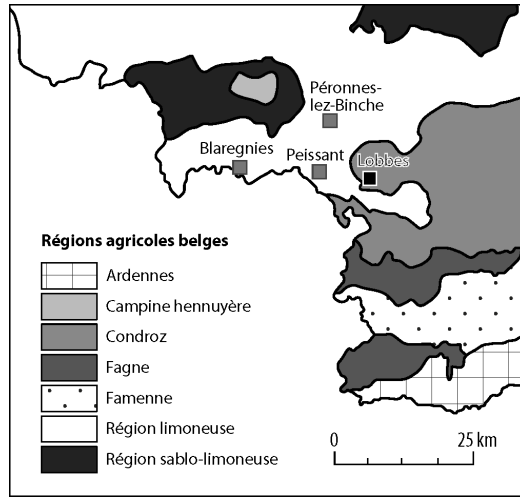 Péronnes-
lez-Binche
Blaregnies
Peissant
Lobbes
Régions agricoles belges
Ardennes
Campine hennuyère
Condroz
Fagne
Famenne
Région limoneuse
Région sablo-limoneuse
0
25 km